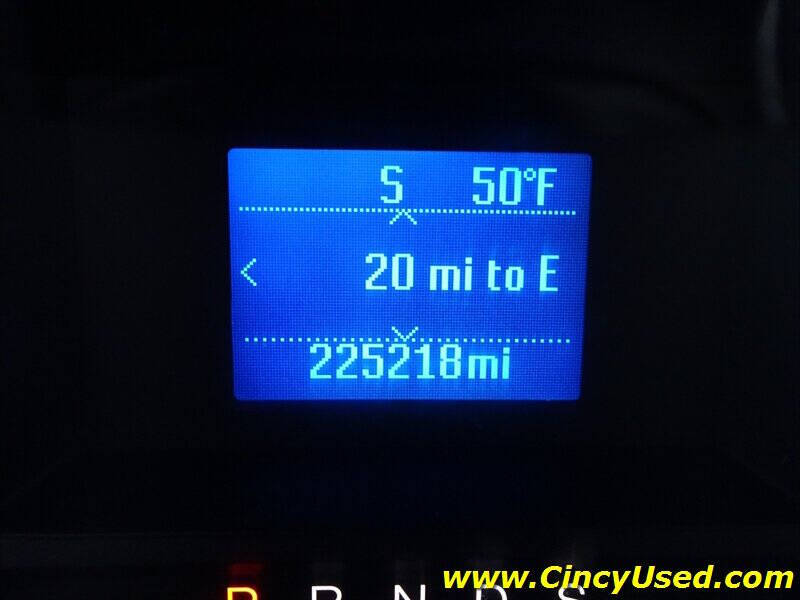 S 50°F
< 20 mi to E
225218mi
P R N D S
www.CincyUsed.com